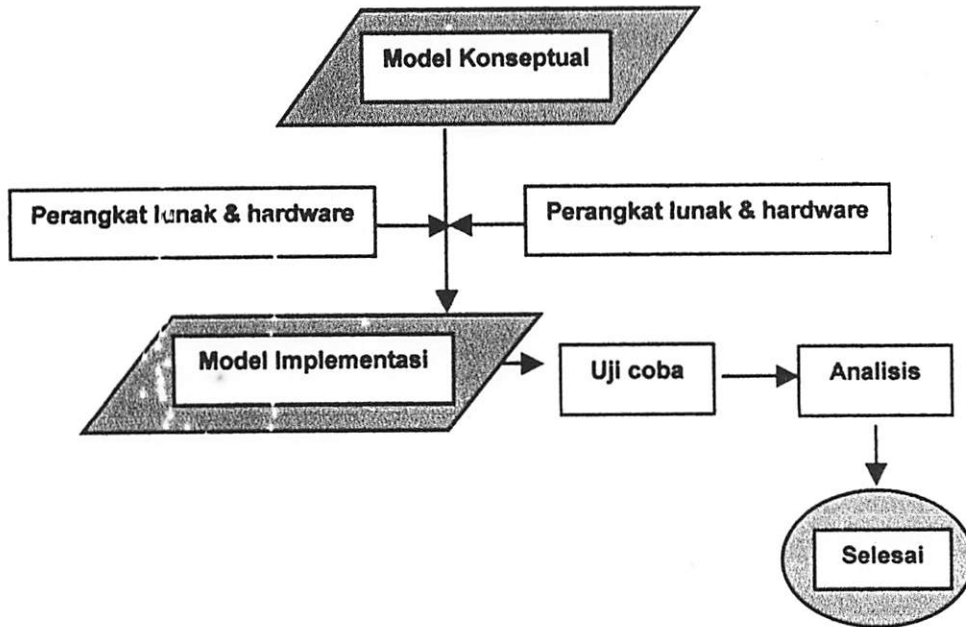 Model Konseptual
Perangkat lunak & hardware
Perangkat lunak & hardware
Model Implementasi
Uji coba
Analisis
Selesai